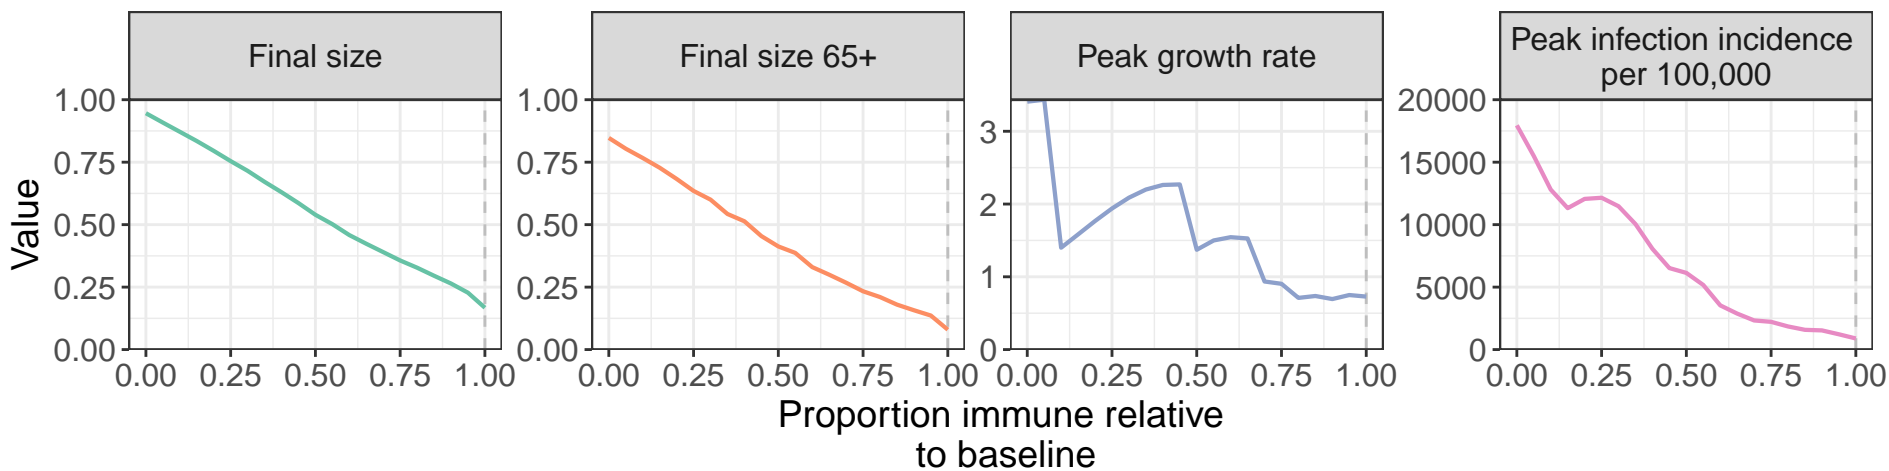 Final size
Final size 65+
Peak growth rate
Peak infection incidence
per 100,000
Value
1.00
0.75
0.50
0.25
0.00
0.00 0.25 0.50 0.75 1.00
1.00
0.75
0.50
0.25
0.00
0.00 0.25 0.50 0.75 1.00
3
2
1
0
0.00 0.25 0.50 0.75 1.00
20000
15000
10000
5000
0
0.00 0.25 0.50 0.75 1.00
Proportion immune relative
to baseline